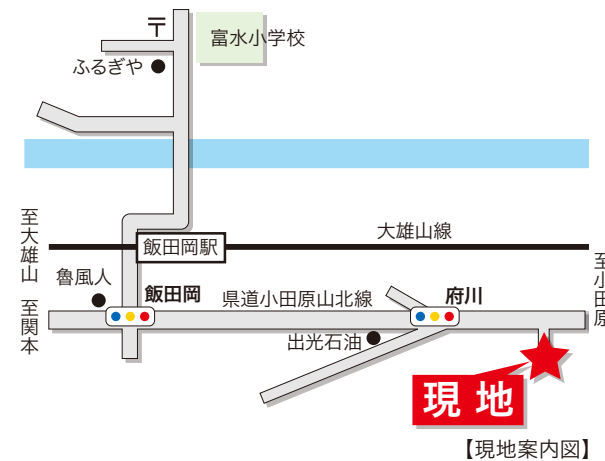 〒
富水小学校
ふるぎや
至大雄山
至関本
大雄山線
飯田岡駅
至小田原
魯風人
飯田岡
県道小田原山北線
府川
出光石油
現地
【現地案内図】